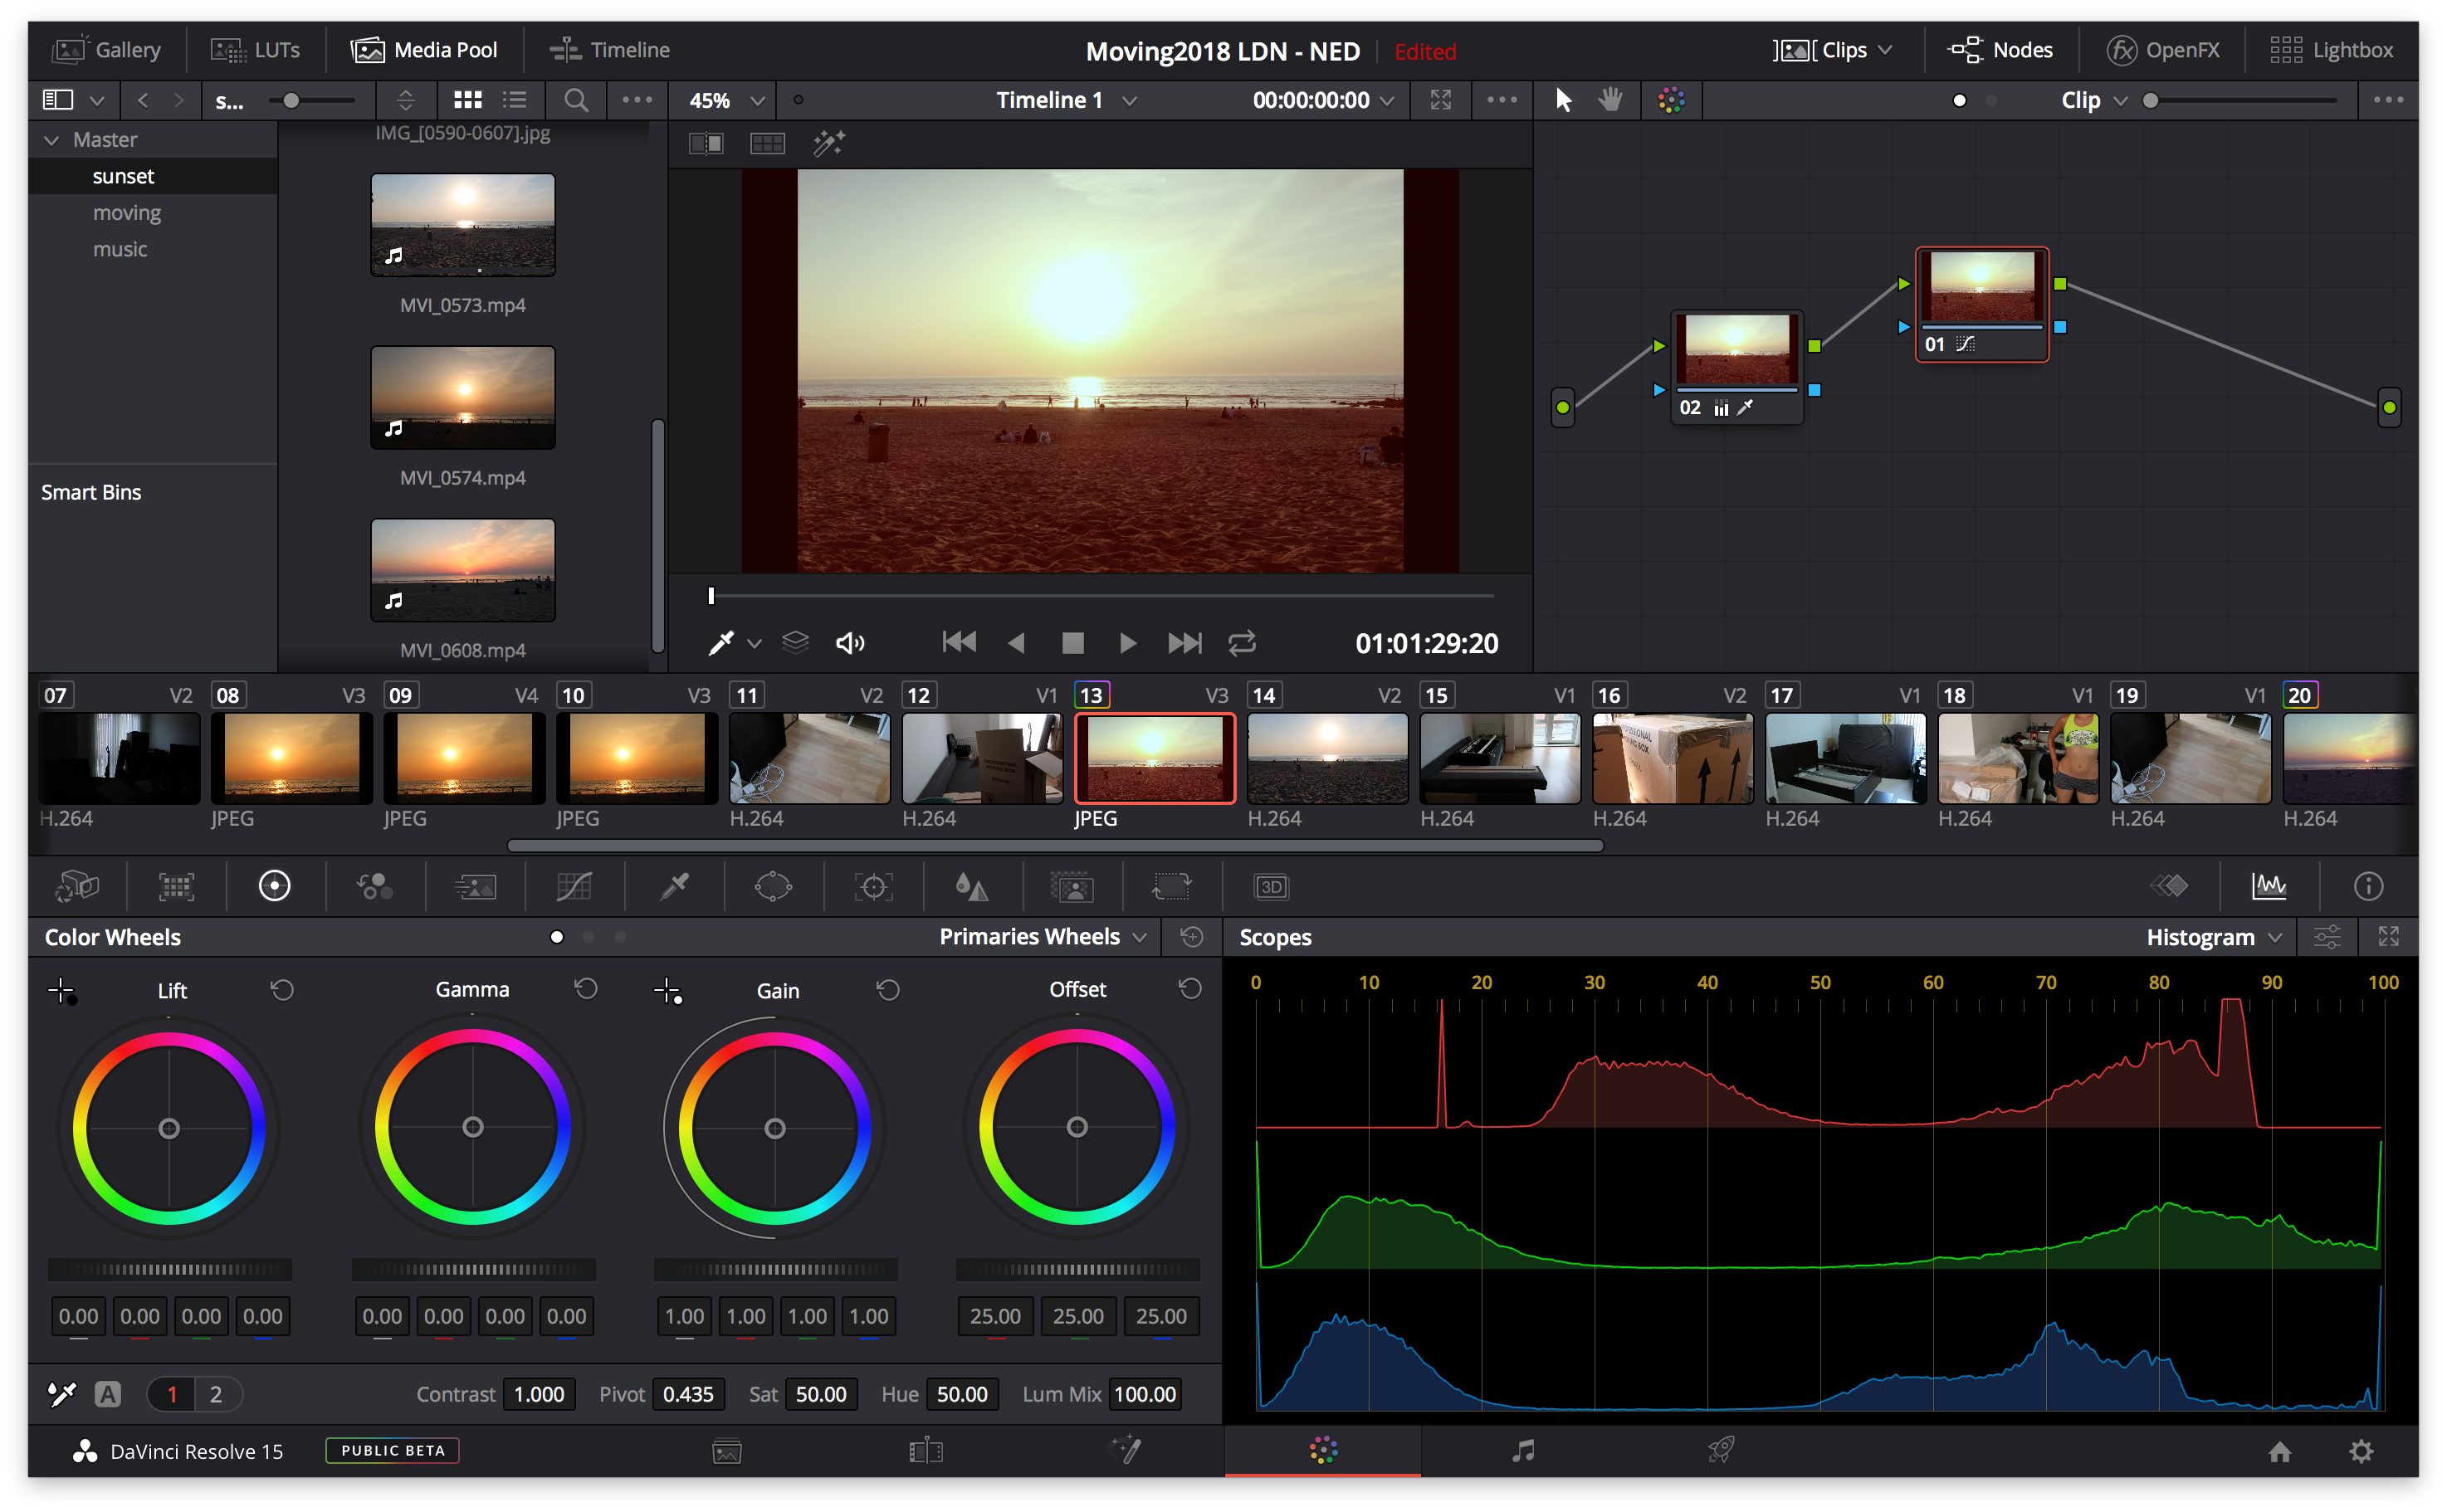 Gallery LUTs Media Pool Timeline Moving2018 LDN - NED Edited Clips Nodes OpenFX Lightbox
s... 45% Timeline 1 00:00:00:00 Clip
Master
sunset
moving
music
Smart Bins
IMG_[0590-0607].jpg
MVI_0573.mp4
MVI_0574.mp4
MVI_0608.mp4
01:01:29:20
02
01
07 V2 08 V3 09 V4 10 V3 11 V2 12 V1 13 V3 14 V2 15 V1 16 V2 17 V1 18 V1 19 V1 20
H.264 JPEG JPEG JPEG H.264 H.264 JPEG H.264 H.264 H.264 H.264 H.264 H.264 H.264
3D
Color Wheels Primaries Wheels
Lift Gamma Gain Offset
0.00 0.00 0.00 0.00 0.00 0.00 0.00 0.00 1.00 1.00 1.00 1.00 25.00 25.00 25.00
A 1 2 Contrast 1.000 Pivot 0.435 Sat 50.00 Hue 50.00 Lum Mix 100.00
Scopes Histogram
0 10 20 30 40 50 60 70 80 90 100
DaVinci Resolve 15 PUBLIC BETA